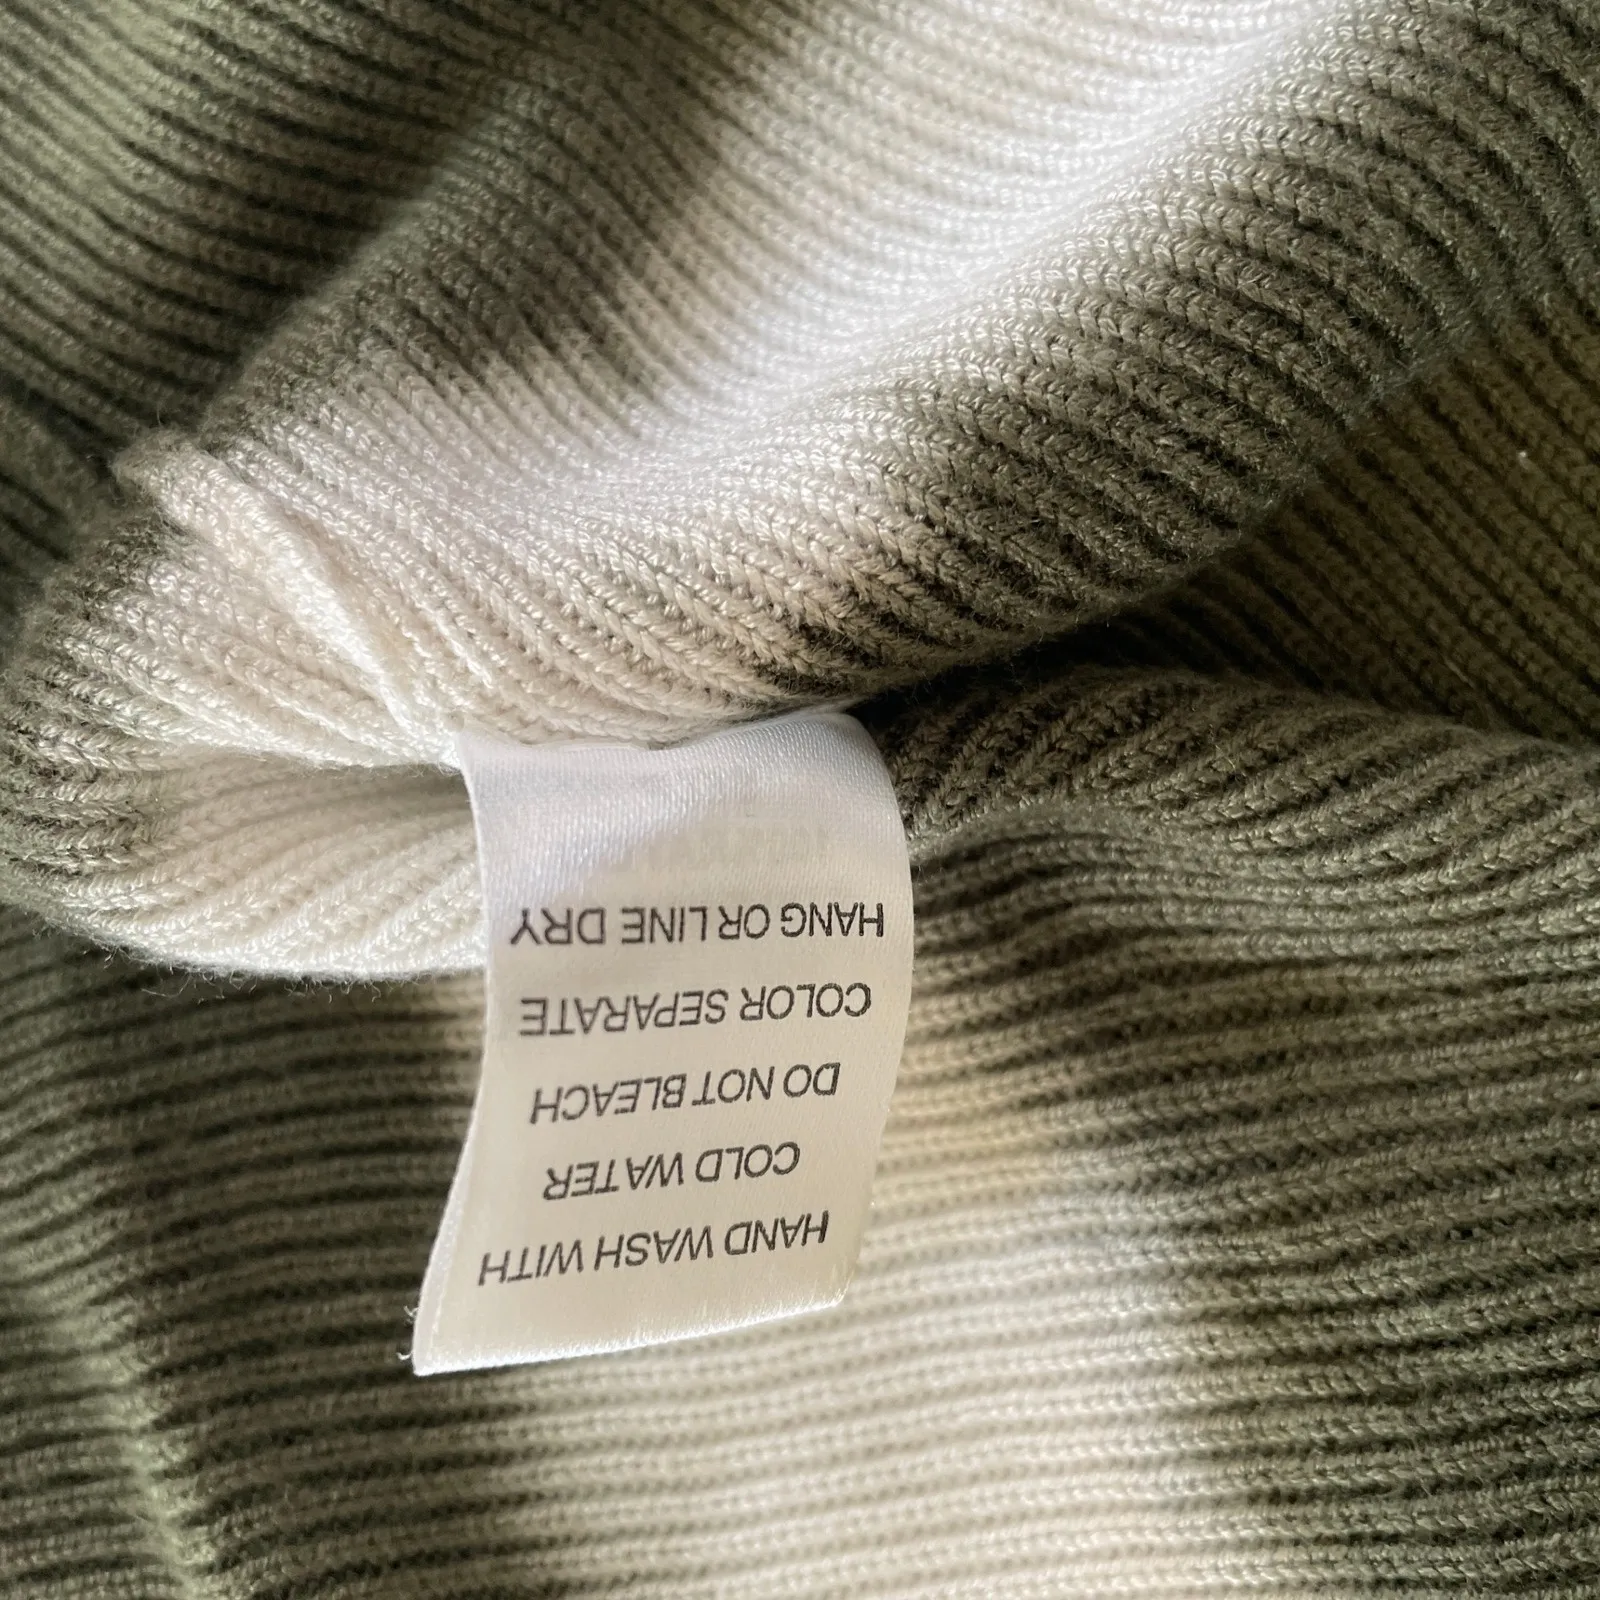 HAND WASH WITH
COLD WATER
DO NOT BLEACH
COLOR SEPARATE
HANG OR LINE DRY